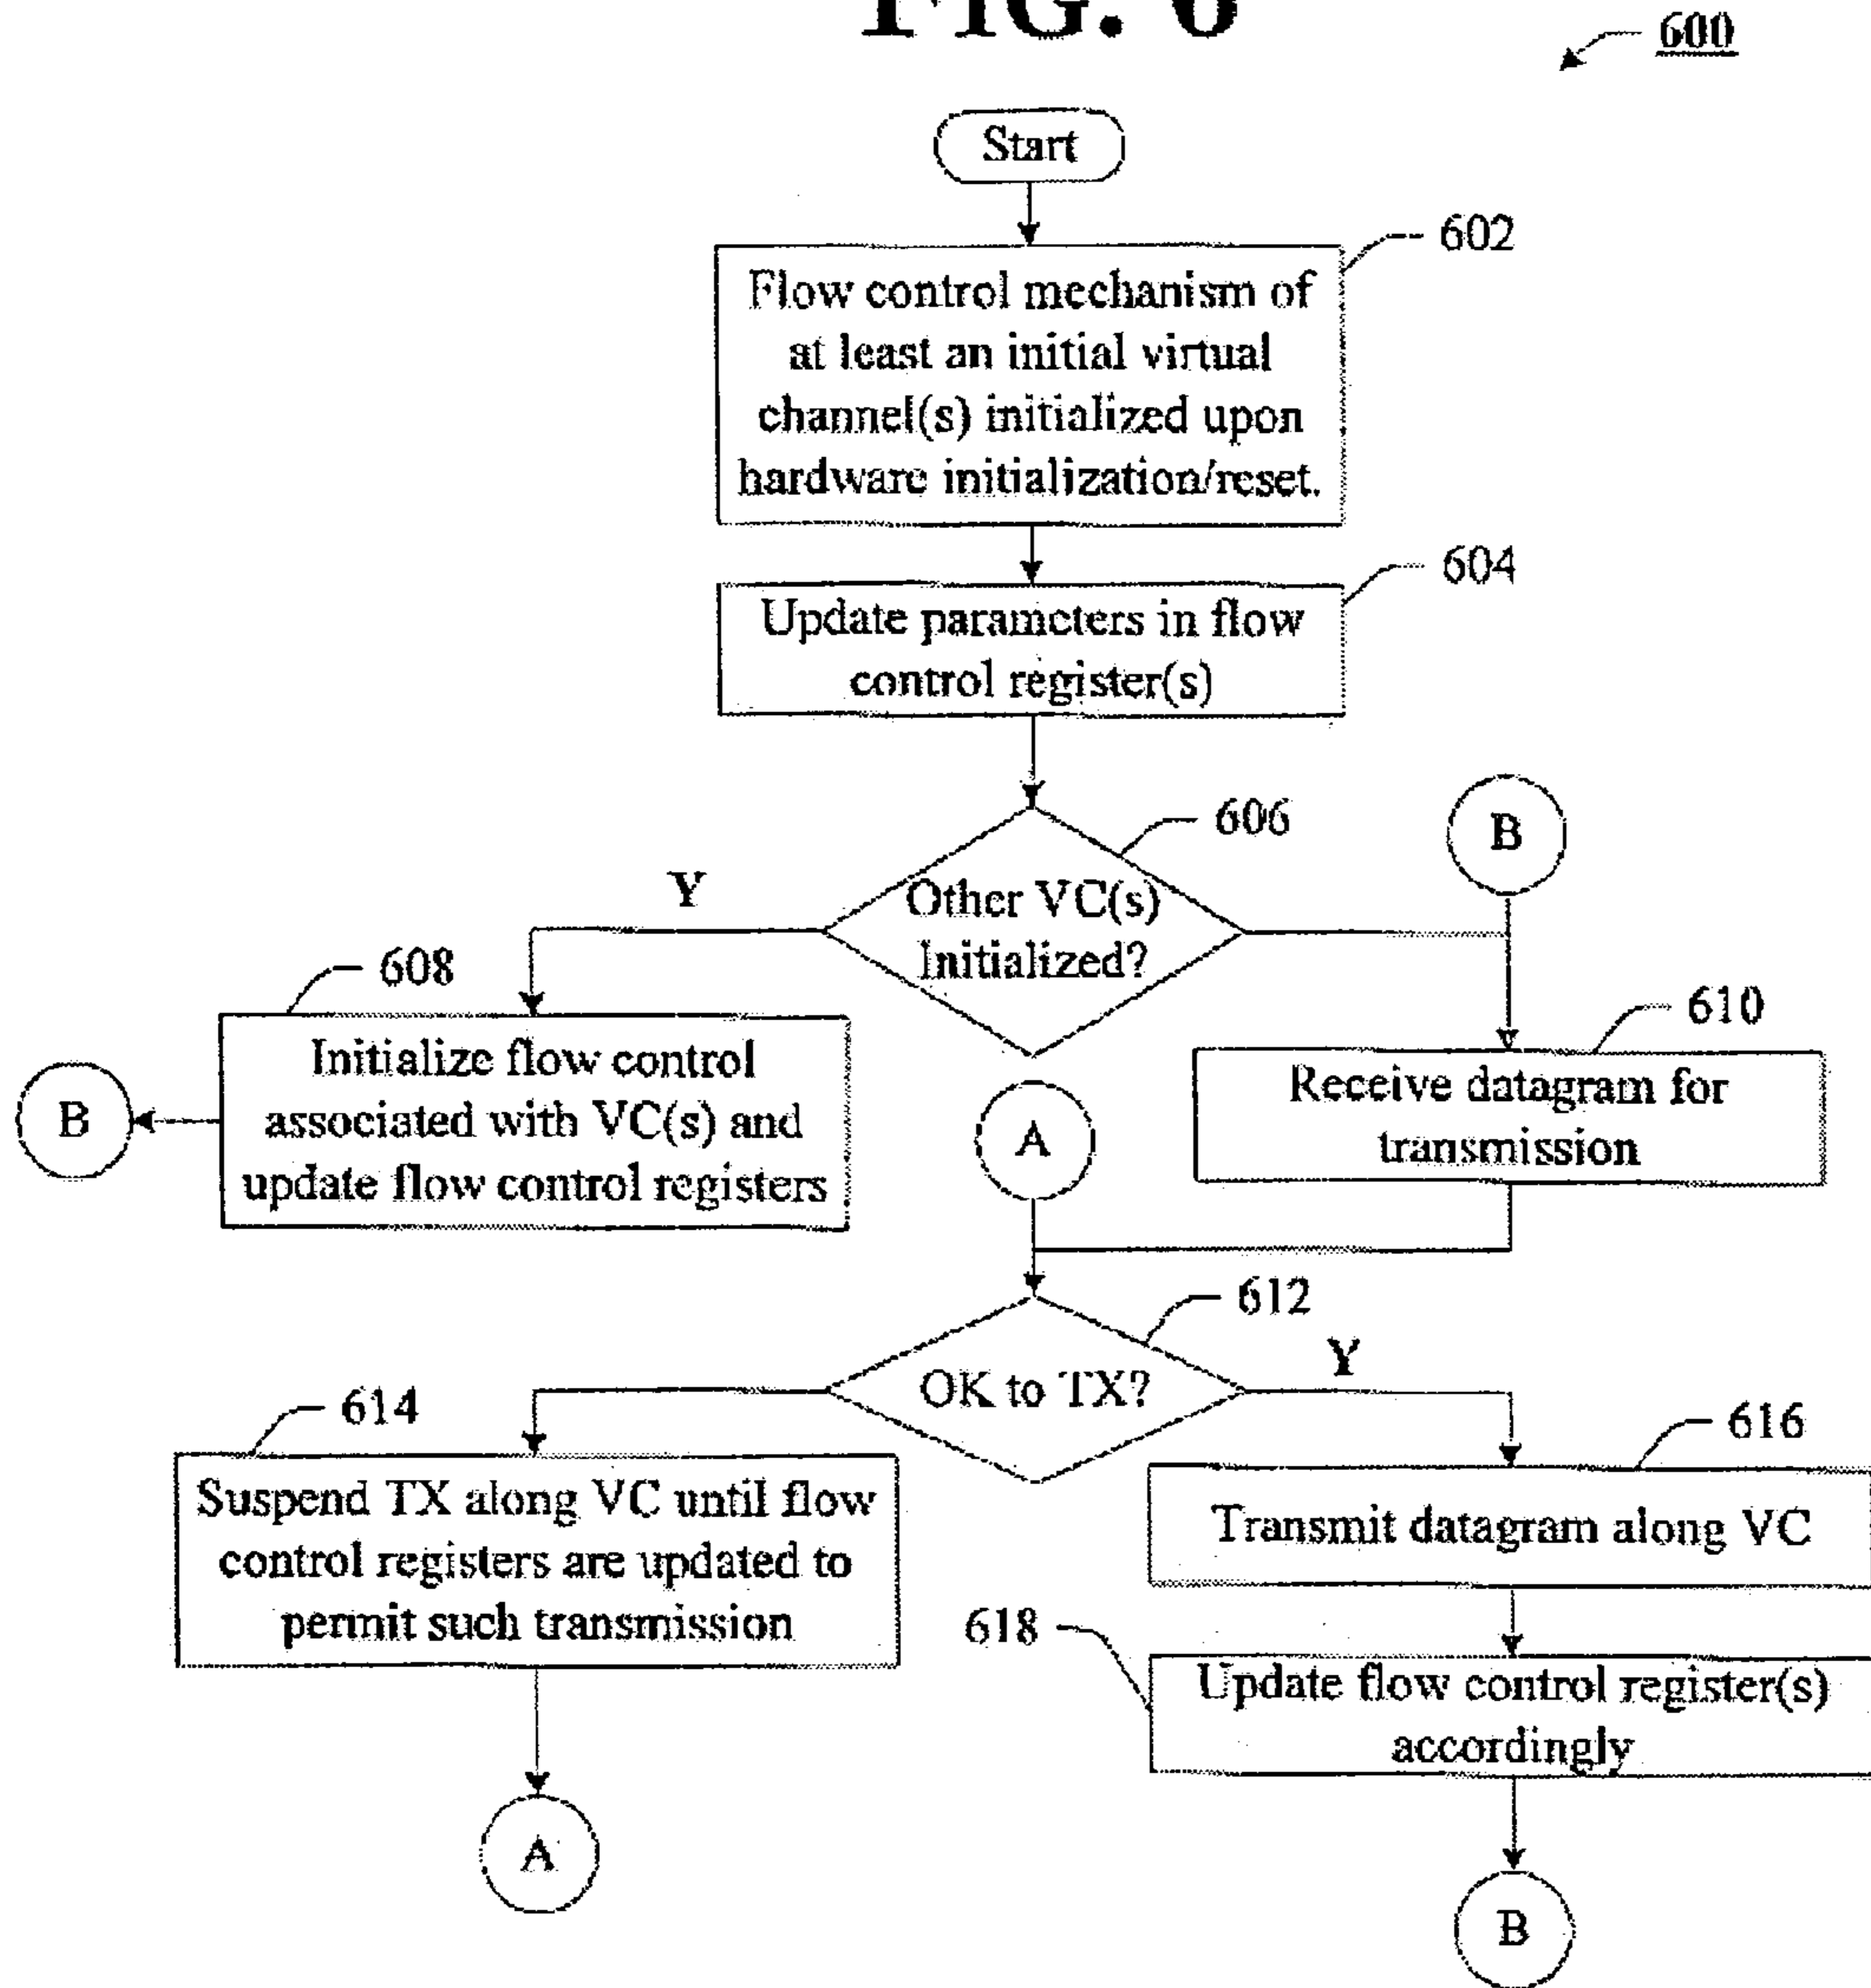 FIG. 6
600
Start
602
Flow control mechanism of
at least an initial virtual
channel(s) initialized upon
hardware initialization/reset.
604
Update parameters in flow
control register(s)
606
B
Y
Other VC(s)
Initialized?
608
610
Initialize flow control
associated with VC(s) and
update flow control registers
B
A
Receive datagram for
transmission
612
OK to TX?
Y
614
616
Suspend TX along VC until flow
control registers are updated to
permit such transmission
Transmit datagram along VC
618
Update flow control register(s)
accordingly
A
B